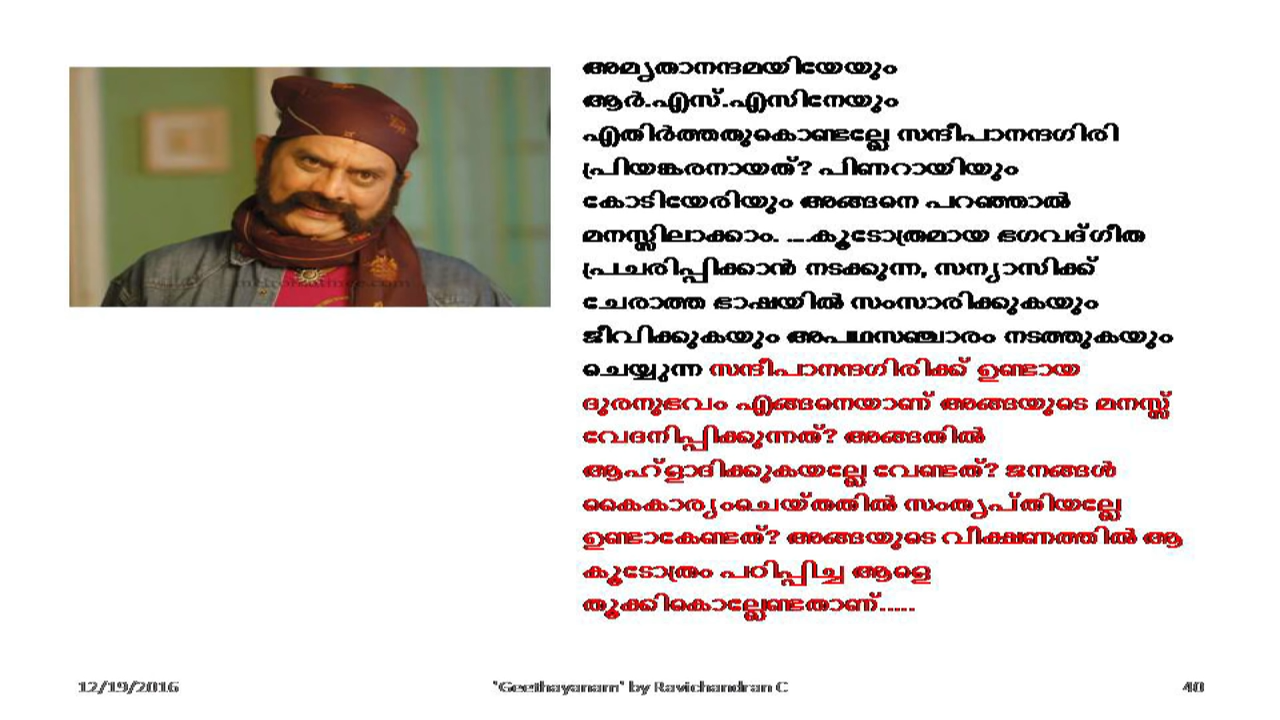 അമൃതാനന്ദമയിയേയും
ആർ.എസ്.എസിനേയും
എതിർത്തതുകൊണ്ടല്ലേ സന്ദീപാനന്ദഗിരി
പ്രിയങ്കരനായത്? പിണറായിയും
കോടിയേരിയും അങ്ങനെ പറഞ്ഞാൽ
മനസ്സിലാക്കാം. ...കൂടോത്രമായ ഭഗവദ്ഗീത
പ്രചരിപ്പിക്കാൻ നടക്കുന്ന, സന്യാസിക്ക്
ചേരാത്ത ഭാഷയിൽ സംസാരിക്കുകയും
ജീവിക്കുകയും അപഥസഞ്ചാരം നടത്തുകയും
ചെയ്യുന്ന സന്ദീപാനന്ദഗിരിക്ക് ഉണ്ടായ
ദുരനുഭവം എങ്ങനെയാണ് അങ്ങയുടെ മനസ്സ്
വേദനിപ്പിക്കുന്നത്? അങ്ങതിൽ
ആഹ്ളാദിക്കുകയല്ലേ വേണ്ടത്? ജനങ്ങൾ
കൈകാര്യംചെയ്തതിൽ സംതൃപ്തിയല്ലേ
ഉണ്ടാകേണ്ടത്? അങ്ങയുടെ വീക്ഷണത്തിൽ ആ
കൂടോത്രം പഠിപ്പിച്ച ആളെ
തൂക്കികൊല്ലേണ്ടതാണ്.....
12/19/2016
'Geethayanam' by Ravichandran C
40